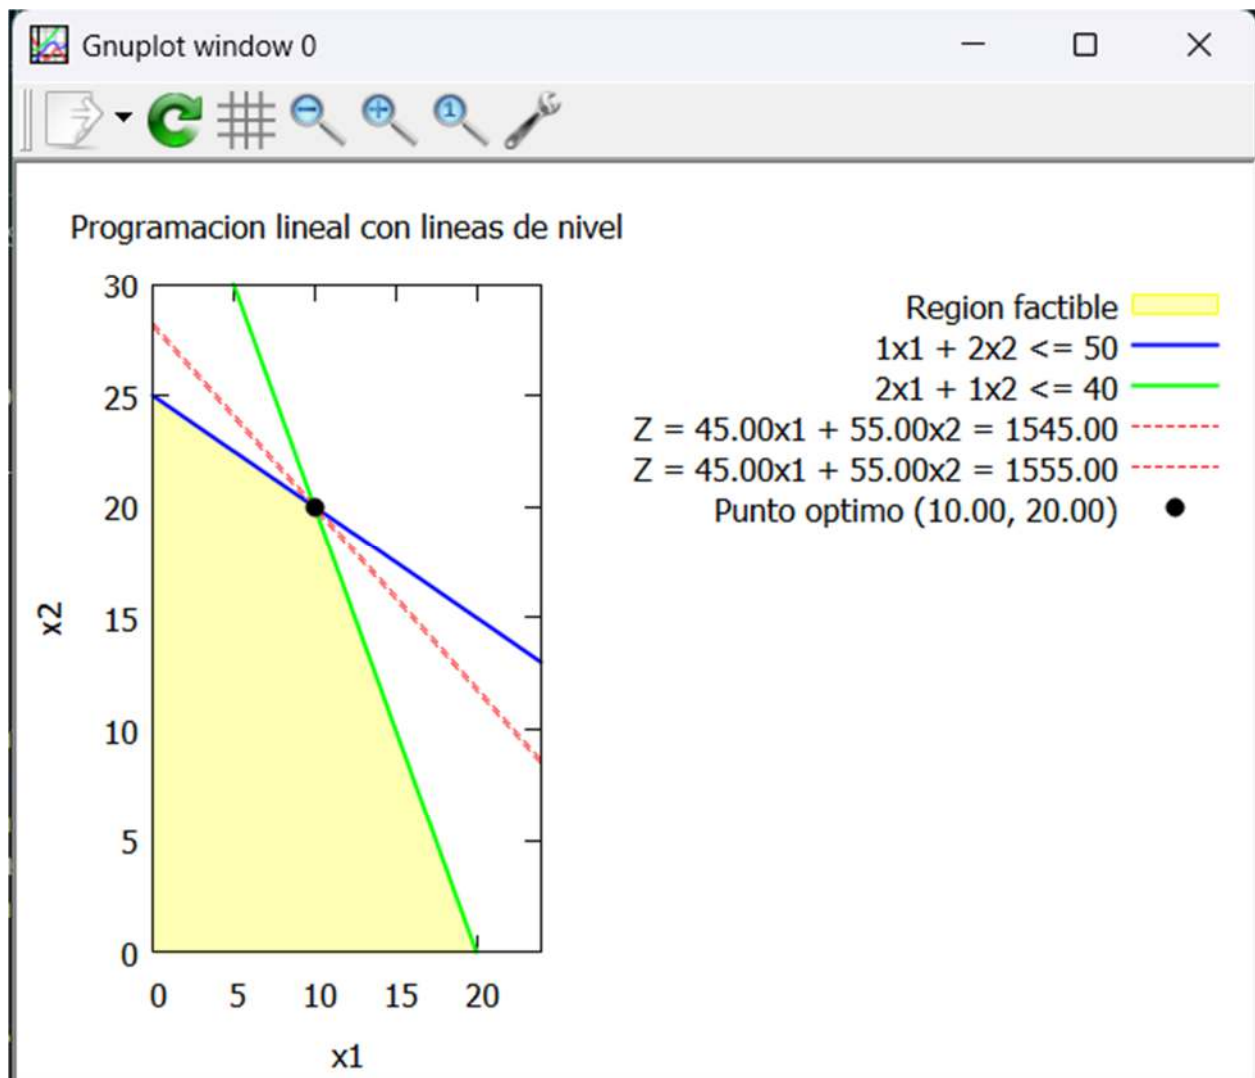 Gnuplot window 0
1
Programacion lineal con lineas de nivel
30
25
20
15
10
5
0
x2
0 5 10 15 20
x1
Region factible
1x1 + 2x2 <= 50
2x1 + 1x2 <= 40
Z = 45.00x1 + 55.00x2 = 1545.00
Z = 45.00x1 + 55.00x2 = 1555.00
Punto optimo (10.00, 20.00)